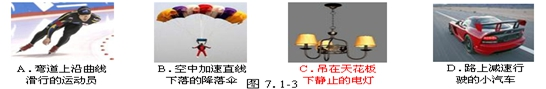 A.弯道上沿曲线
滑行的运动员
B.空中加速直线
下落的降落伞
C.吊在天花板
下静止的电灯
D.路上减速行
驶的小汽车
图 7.1-3